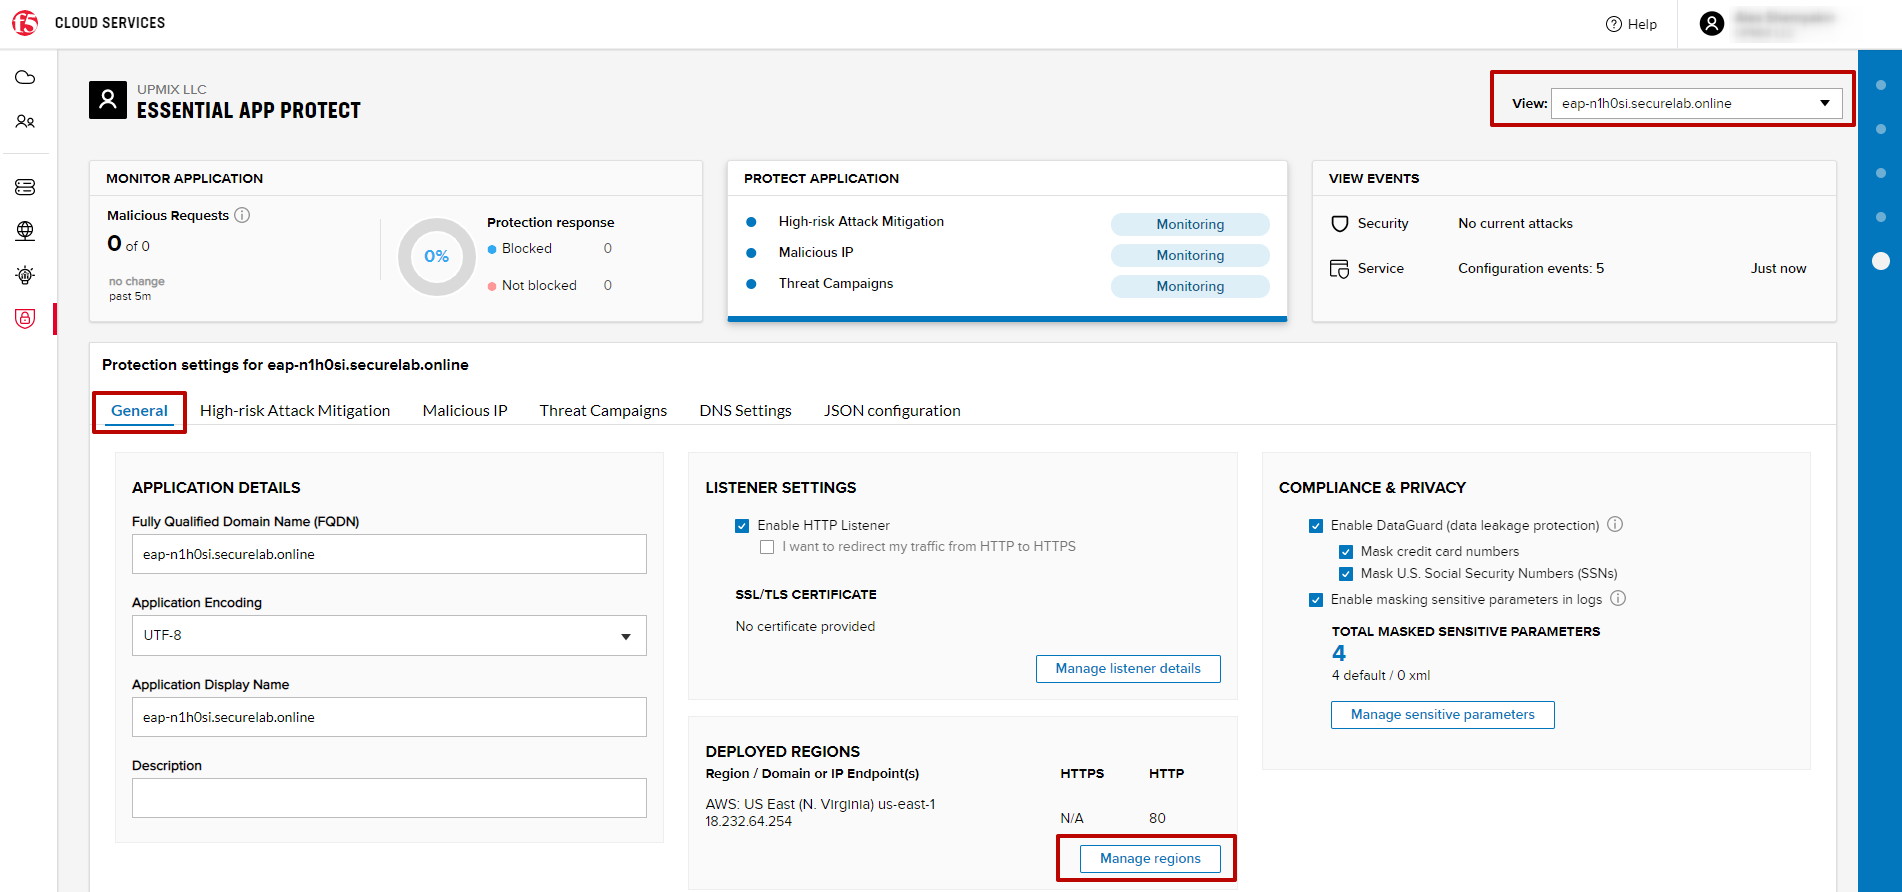 f5 CLOUD SERVICES
Help
UPMIX LLC
ESSENTIAL APP PROTECT
View: eap-n1h0si.securelab.online
MONITOR APPLICATION
Malicious Requests
0 of 0
no change
past 5m
0%
Protection response
Blocked 0
Not blocked 0
PROTECT APPLICATION
High-risk Attack Mitigation Monitoring
Malicious IP Monitoring
Threat Campaigns Monitoring
VIEW EVENTS
Security No current attacks
Service Configuration events: 5 Just now
Protection settings for eap-n1h0si.securelab.online
General High-risk Attack Mitigation Malicious IP Threat Campaigns DNS Settings JSON configuration
APPLICATION DETAILS
Fully Qualified Domain Name (FQDN)
eap-n1h0si.securelab.online
Application Encoding
UTF-8
Application Display Name
eap-n1h0si.securelab.online
Description
LISTENER SETTINGS
Enable HTTP Listener
I want to redirect my traffic from HTTP to HTTPS
SSL/TLS CERTIFICATE
No certificate provided
Manage listener details
DEPLOYED REGIONS
Region / Domain or IP Endpoint(s) HTTPS HTTP
AWS: US East (N. Virginia) us-east-1
18.232.64.254 N/A 80
Manage regions
COMPLIANCE & PRIVACY
Enable DataGuard (data leakage protection)
Mask credit card numbers
Mask U.S. Social Security Numbers (SSNs)
Enable masking sensitive parameters in logs
TOTAL MASKED SENSITIVE PARAMETERS
4
4 default / 0 xml
Manage sensitive parameters